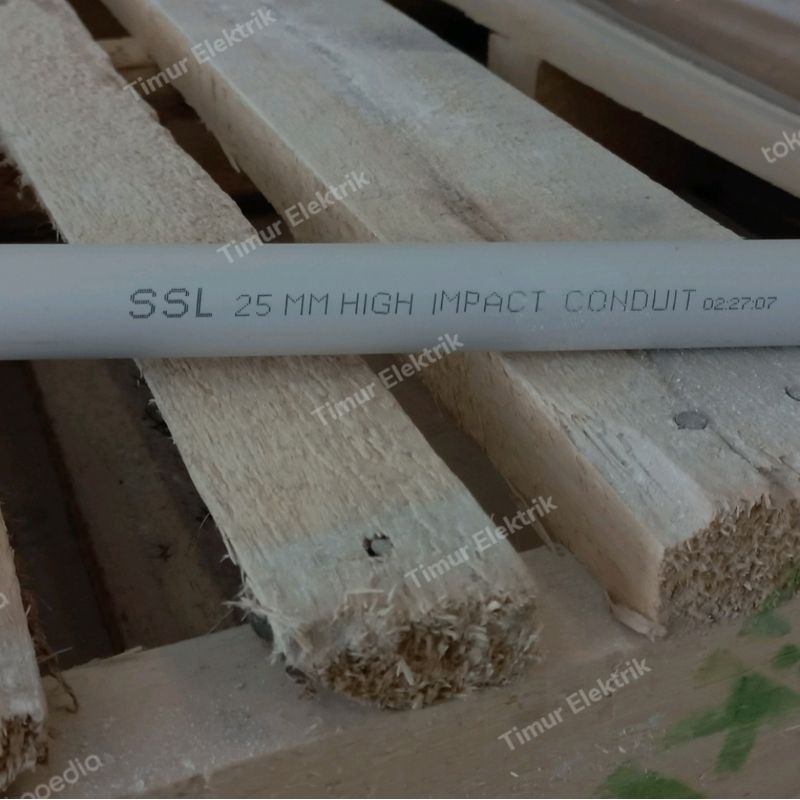 Timur Elektrik
tok
Timur Elektrik
SSL 25 MM HIGH IMPACT CONDUIT 02:27:07
Timur Elektrik
Timur Elektrik
Timur Elektrik
opedia